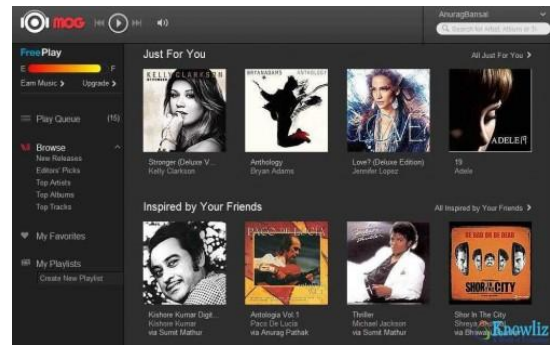 MOG
AnuragBansal
Search for Artist, Album or
FreePlay
E F
Earn Music > Upgrade >
Play Queue (15)
Browse
New Releases
Editors' Picks
Top Artists
Top Albums
Top Tracks
My Favorites
My Playlists
Create New Playlist
Just For You
All Just For You >
KELLY CLARKSON
BRYAN ADAMS ANTHOLOGY
LOVE?
ADELE 19
Stronger (Deluxe V...
Kelly Clarkson
Anthology
Bryan Adams
Love? (Deluxe Edition)
Jennifer Lopez
19
Adele
Inspired by Your Friends
All Inspired by Your Friends >
PACO DE LUCIA
SHOR IN THE CITY
Kishore Kumar Digit...
Kishore Kumar
via Sumit Mathur
Antologia Vol.1
Paco De Lucia
via Anurag Pathak
Thriller
Michael Jackson
via Sumit Mathur
Shor In The City
Shreya
via Sumit
Knowliz